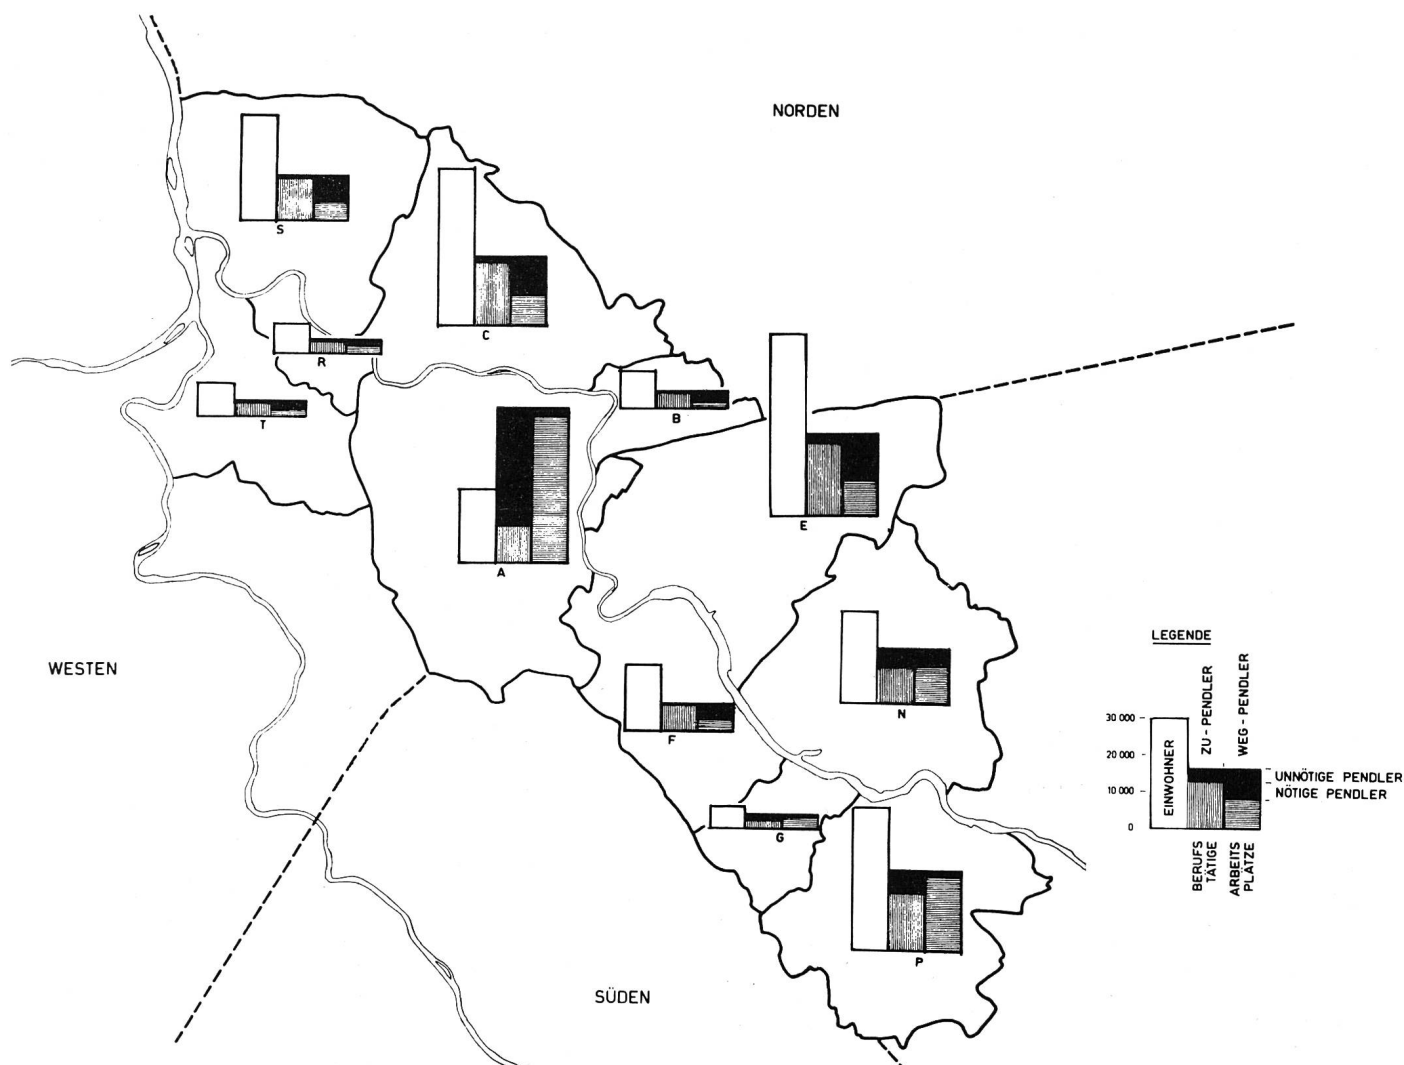 NORDEN
S
C
R
B
T
A
E
WESTEN
N
F
G
P
SÜDEN
LEGENDE
ZU - PENDLER
WEG - PENDLER
30 000
20 000
10 000
0
EINWOHNER
UNNÖTIGE PENDLER
NÖTIGE PENDLER
BERUFS
TÄTIGE
ARBEITS
PLÄTZE